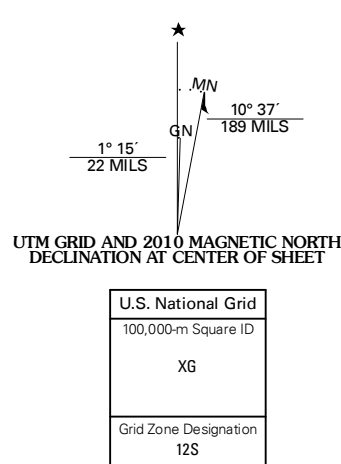 ★
MN
10° 37´
189 MILS
GN
1° 15´
22 MILS
UTM GRID AND 2010 MAGNETIC NORTH
DECLINATION AT CENTER OF SHEET
U.S. National Grid
100,000-m Square ID
XG
Grid Zone Designation
12S